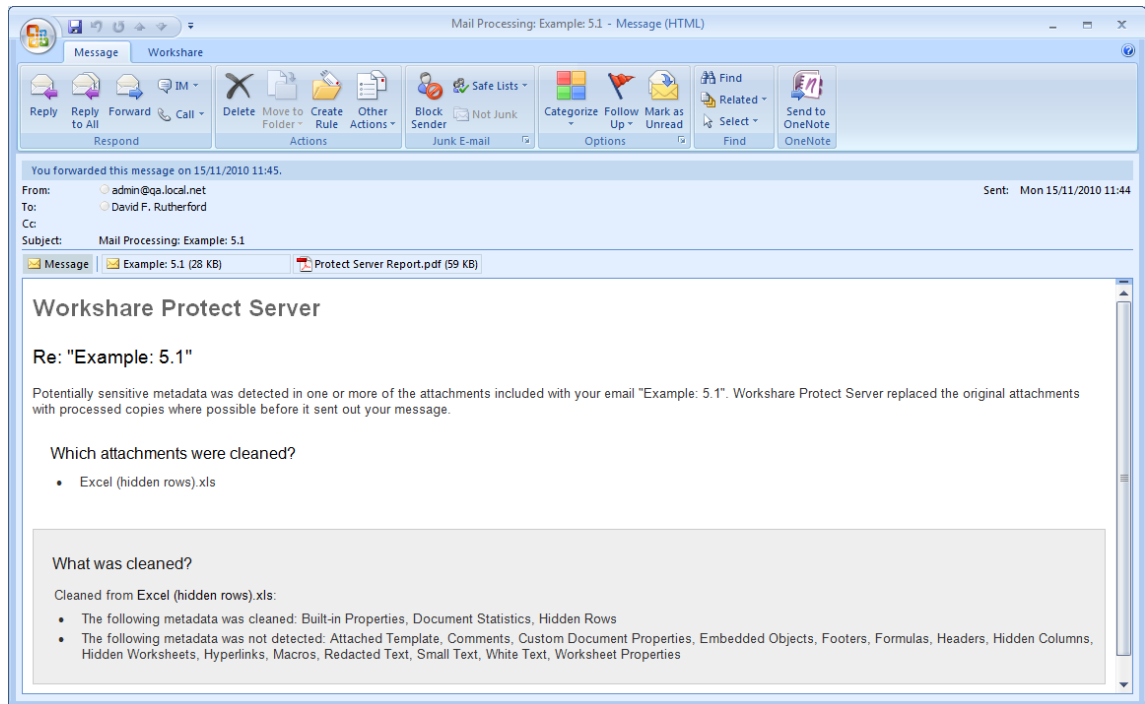 Mail Processing: Example: 5.1 - Message (HTML)
Message Workshare
Reply Reply to All Forward IM Call
Respond
Delete Move to Folder Create Rule Other Actions
Actions
Block Sender Safe Lists Not Junk
Junk E-mail
Categorize Follow Up Mark as Unread
Options
Find Related Select
Find
Send to OneNote
OneNote
You forwarded this message on 15/11/2010 11:45.
From: admin@qa.local.net Sent: Mon 15/11/2010 11:44
To: David F. Rutherford
Cc:
Subject: Mail Processing: Example: 5.1
Message Example: 5.1 (28 KB) Protect Server Report.pdf (59 KB)
Workshare Protect Server
Re: "Example: 5.1"
Potentially sensitive metadata was detected in one or more of the attachments included with your email "Example: 5.1". Workshare Protect Server replaced the original attachments
with processed copies where possible before it sent out your message.
Which attachments were cleaned?
• Excel (hidden rows).xls
What was cleaned?
Cleaned from Excel (hidden rows).xls:
• The following metadata was cleaned: Built-in Properties, Document Statistics, Hidden Rows
• The following metadata was not detected: Attached Template, Comments, Custom Document Properties, Embedded Objects, Footers, Formulas, Headers, Hidden Columns,
Hidden Worksheets, Hyperlinks, Macros, Redacted Text, Small Text, White Text, Worksheet Properties